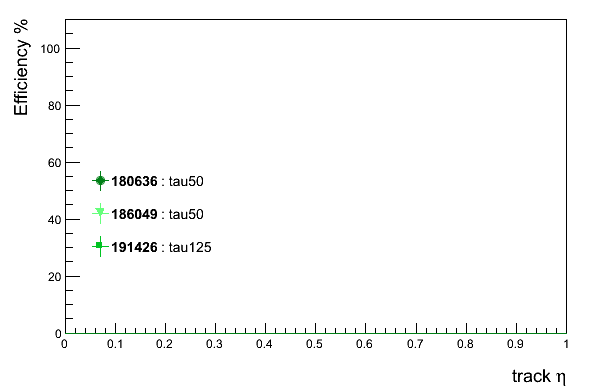 Efficiency %
100
80
60
40
20
0
180636 : tau50
186049 : tau50
191426 : tau125
0 0.1 0.2 0.3 0.4 0.5 0.6 0.7 0.8 0.9 1
track η